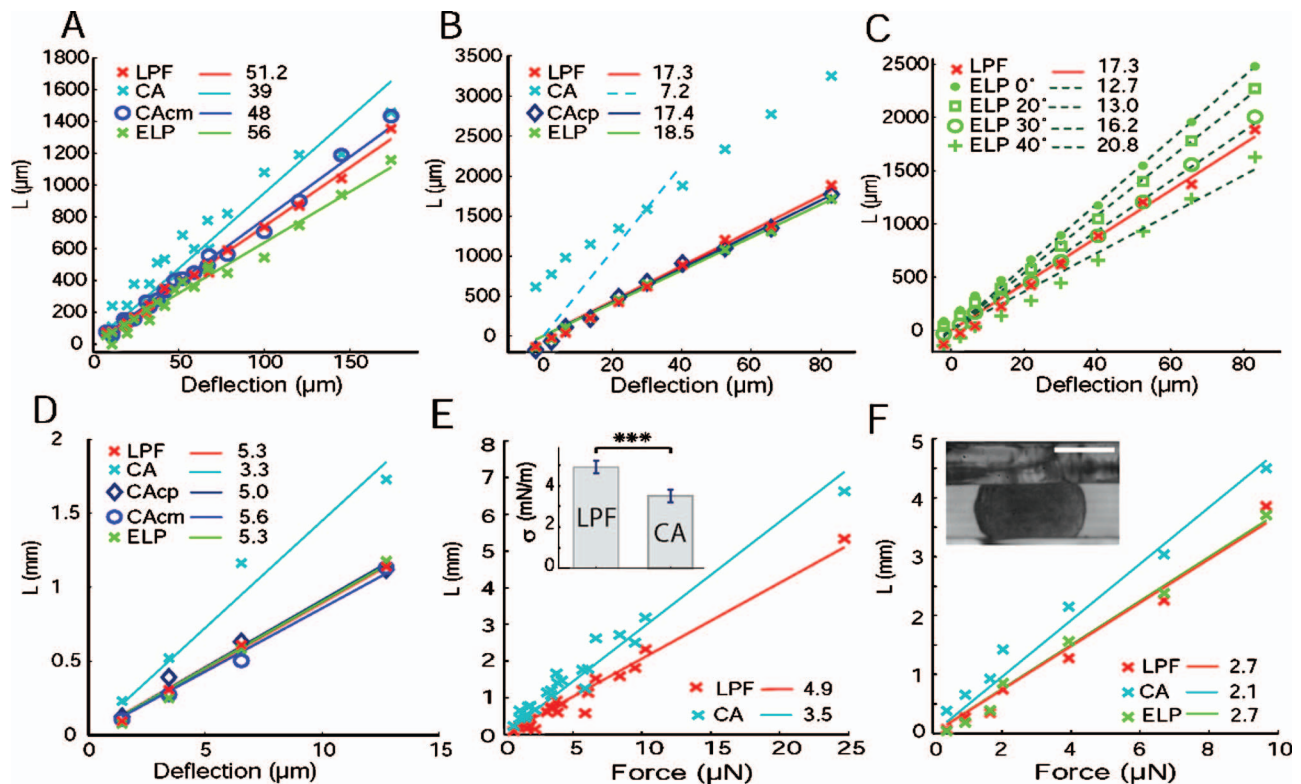 A
L (µm)
1800
1600
1400
1200
1000
800
600
400
200
0
LPF 51.2
CA 39
CAcm 48
ELP 56
0 50 100 150
Deflection (µm)
B
L (µm)
3500
3000
2500
2000
1500
1000
500
0
LPF 17.3
CA 7.2
CAcp 17.4
ELP 18.5
0 20 40 60 80
Deflection (µm)
C
L (µm)
2500
2000
1500
1000
500
0
LPF 17.3
ELP 0° 12.7
ELP 20° 13.0
ELP 30° 16.2
ELP 40° 20.8
0 20 40 60 80
Deflection (µm)
D
L (mm)
2
1.5
1
0.5
0
LPF 5.3
CA 3.3
CAcp 5.0
CAcm 5.6
ELP 5.3
0 5 10 15
Deflection (µm)
E
L (mm)
8
7
6
5
4
3
2
1
0
***
σ (mN/m)
4
2
0
LPF
CA
LPF 4.9
CA 3.5
0 5 10 15 20 25
Force (µN)
F
L (mm)
5
4
3
2
1
0
LPF 2.7
CA 2.1
ELP 2.7
0 2 4 6 8 10
Force (µN)